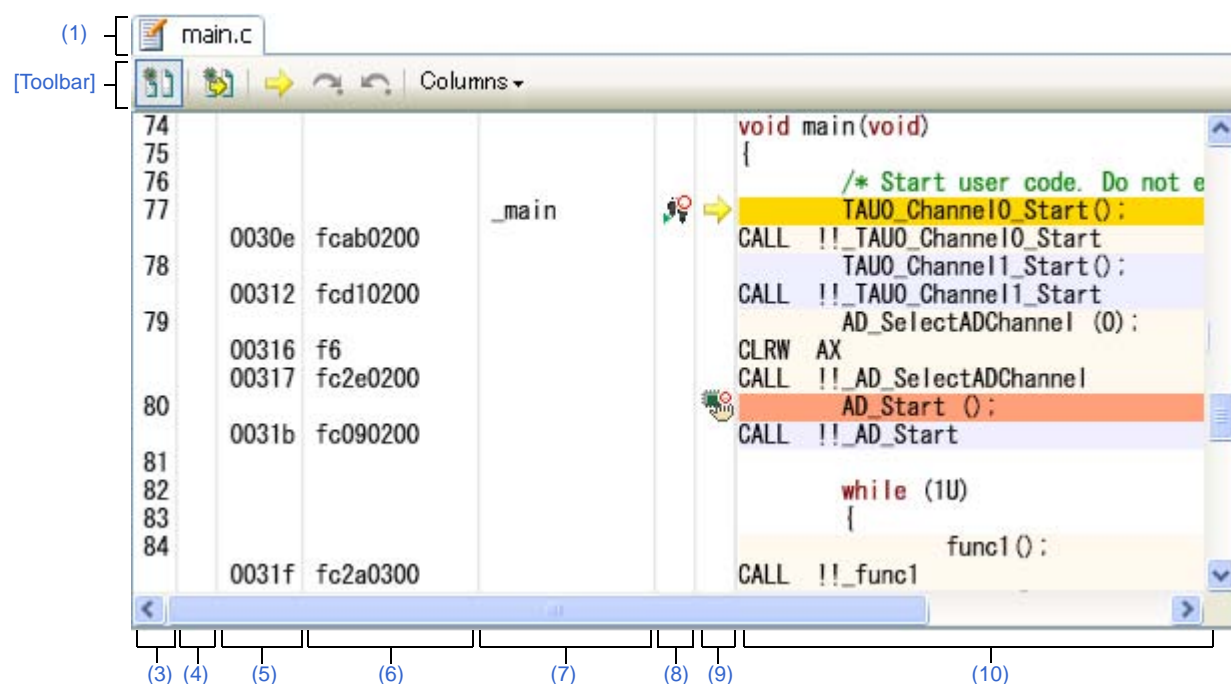 (1) main.c
[Toolbar] Columns
74 void main(void)
75 {
76 /* Start user code. Do not e
77 _main TAU0_Channel0_Start();
0030e fcab0200 CALL !!_TAU0_Channel0_Start
78 TAU0_Channel1_Start();
00312 fcd10200 CALL !!_TAU0_Channel1_Start
79 AD_SelectADChannel (0);
00316 f6 CLRW AX
00317 fc2e0200 CALL !!_AD_SelectADChannel
80 AD_Start ();
0031b fc090200 CALL !!_AD_Start
81
82 while (1U)
83 {
84 func1();
0031f fc2a0300 CALL !!_func1
(3) (4) (5) (6) (7) (8) (9) (10)